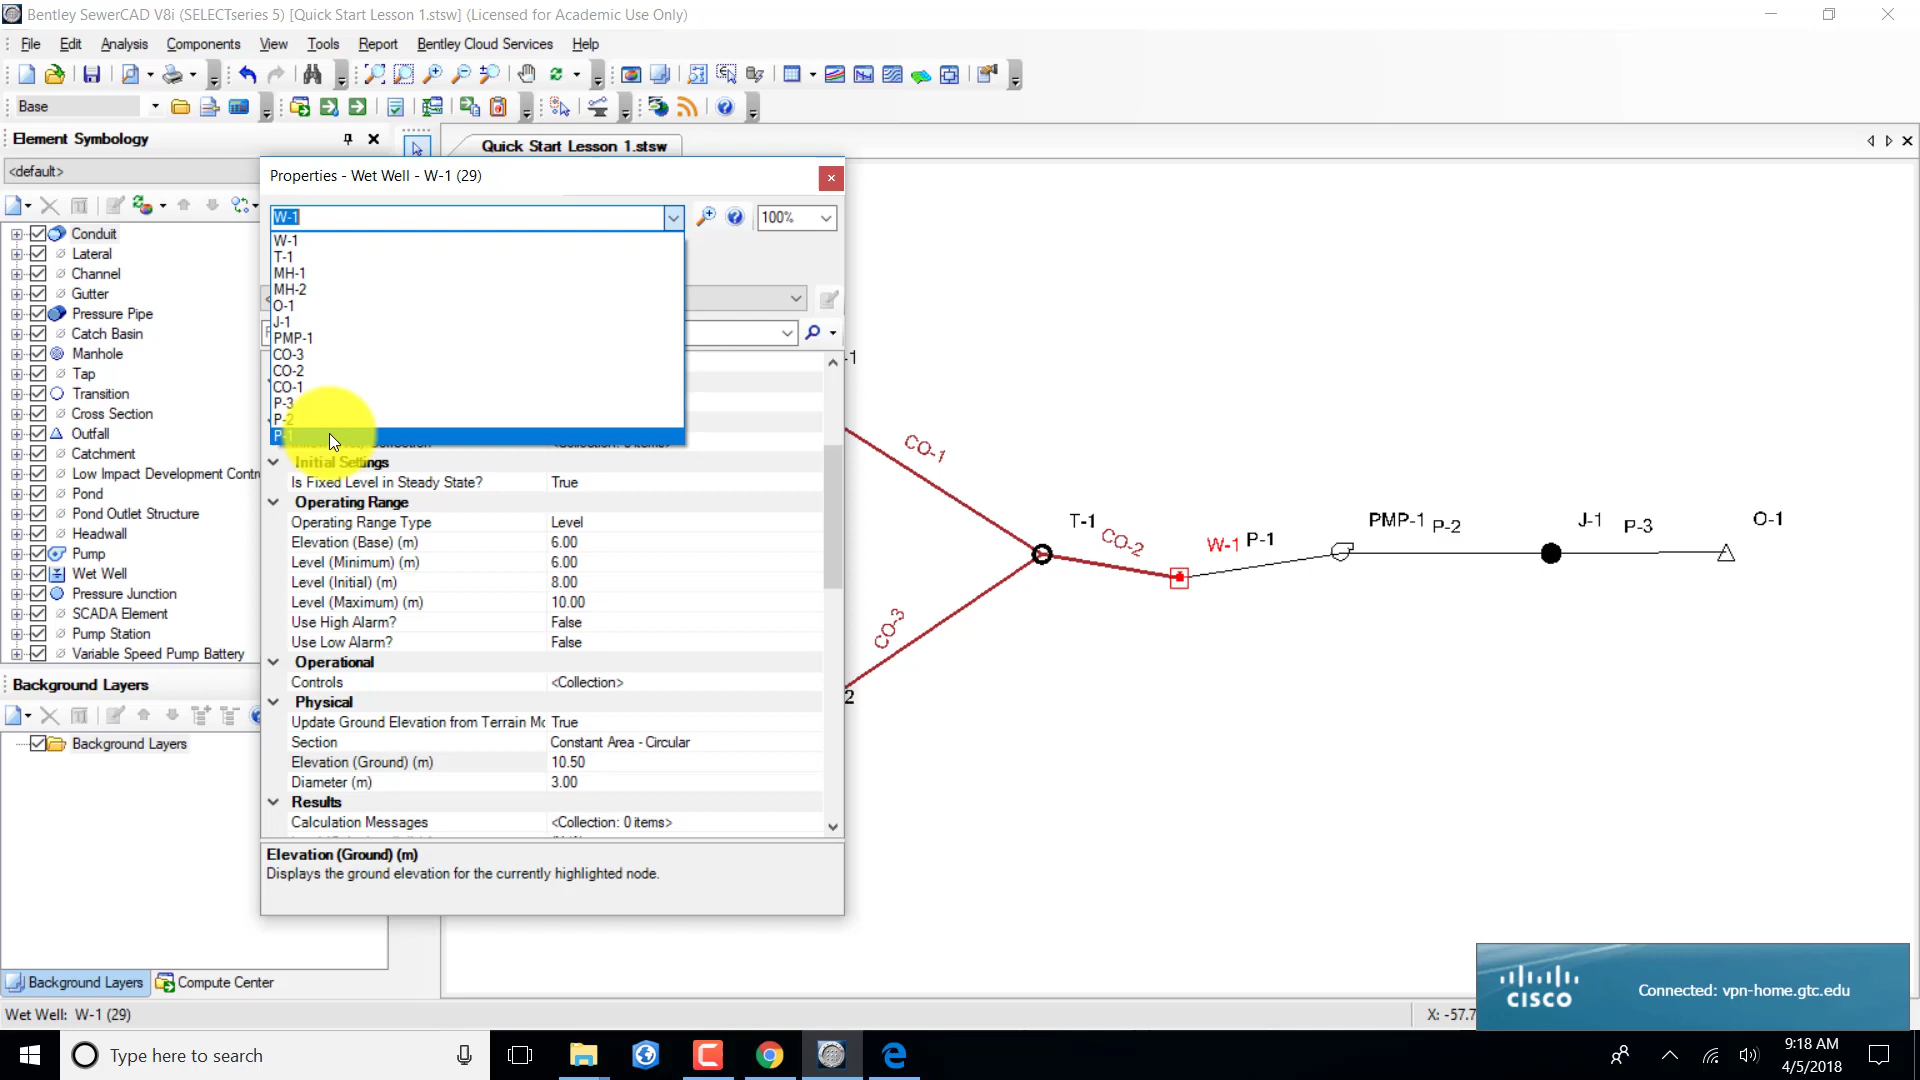 Bentley SewerCAD V8i (SELECTseries 5) [Quick Start Lesson 1.stsw] (Licensed for Academic Use Only)
File Edit Analysis Components View Tools Report Bentley Cloud Services Help
Base
Element Symbology
Quick Start Lesson 1.stsw
<default>
Conduit
Lateral
Channel
Gutter
Pressure Pipe
Catch Basin
Manhole
Tap
Transition
Cross Section
Outfall
Catchment
Low Impact Development Contr
Pond
Pond Outlet Structure
Headwall
Pump
Wet Well
Pressure Junction
SCADA Element
Pump Station
Variable Speed Pump Battery
Background Layers
Background Layers
Background Layers Compute Center
Properties - Wet Well - W-1 (29)
W-1
100%
W-1
T-1
MH-1
MH-2
O-1
J-1
PMP-1
CO-3
CO-2
CO-1
P-3
P-2
P-1
<Collection: 0 items>
Initial Settings
Is Fixed Level in Steady State? True
Operating Range
Operating Range Type Level
Elevation (Base) (m) 6.00
Level (Minimum) (m) 6.00
Level (Initial) (m) 8.00
Level (Maximum) (m) 10.00
Use High Alarm? False
Use Low Alarm? False
Operational
Controls <Collection>
Physical
Update Ground Elevation from Terrain Mc True
Section Constant Area - Circular
Elevation (Ground) (m) 10.50
Diameter (m) 3.00
Results
Calculation Messages <Collection: 0 items>
Elevation (Ground) (m)
Displays the ground elevation for the currently highlighted node.
-1
CO-1
T-1
CO-2
W-1
P-1
PMP-1
P-2
J-1
P-3
O-1
CO-3
2
CISCO
Connected: vpn-home.gtc.edu
Wet Well: W-1 (29)
X: -57.7
Type here to search
9:18 AM
4/5/2018